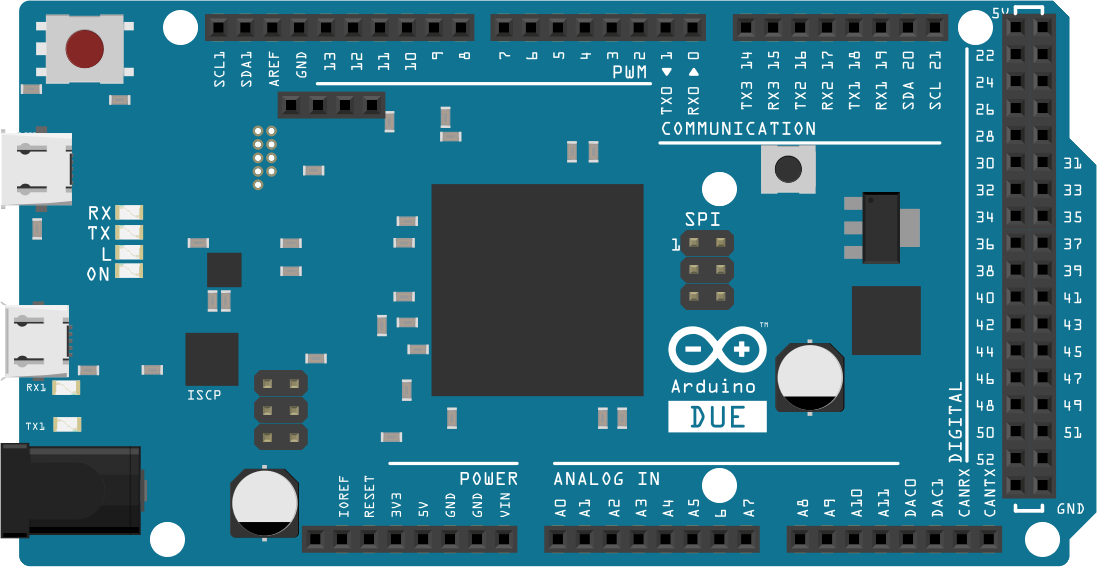 5V
SCL1
SDA1
AREF
GND
13
12
11
10
9
8
7
6
5
4
3
2
TX0 ◄ 1
RX0 ► 0
PWM
TX3 14
RX3 15
TX2 16
RX2 17
TX1 18
RX1 19
SDA 20
SCL 21
COMMUNICATION
22
24
26
28
30 31
32 33
34 35
36 37
38 39
40 41
42 43
44 45
46 47
48 49
50 51
52
DIGITAL
GND
RX
TX
L
ON
SPI
1
™
Arduino
DUE
ISCP
RX1
TX1
POWER
IOREF
RESET
3V3
5V
GND
GND
VIN
ANALOG IN
A0
A1
A2
A3
A4
A5
6
A7
A8
A9
A10
A11
DAC0
DAC1
CANRX
CANTX